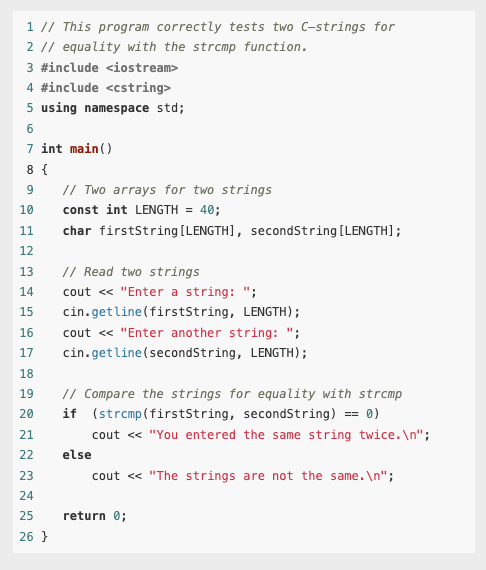 1 // This program correctly tests two C–strings for
2 // equality with the strcmp function.
3 #include <iostream>
4 #include <cstring>
5 using namespace std;
6
7 int main()
8 {
9    // Two arrays for two strings
10    const int LENGTH = 40;
11    char firstString[LENGTH], secondString[LENGTH];
12
13    // Read two strings
14    cout << "Enter a string: ";
15    cin.getline(firstString, LENGTH);
16    cout << "Enter another string: ";
17    cin.getline(secondString, LENGTH);
18
19    // Compare the strings for equality with strcmp
20    if  (strcmp(firstString, secondString) == 0)
21        cout << "You entered the same string twice.\n";
22    else
23        cout << "The strings are not the same.\n";
24
25    return 0;
26 }